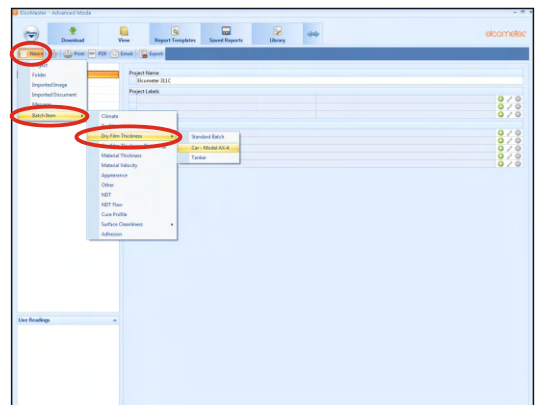 ElcoMaster - Advanced Mode
Download
View
Report Templates
Saved Reports
Library
elcometer
New
Print
PDF
Email
Export
Project
Folder
Imported Image
Imported Document
Message
Batch Item
Climate
Dry Film Thickness
Material Thickness
Material Velocity
Appearance
Other
NDT
NDT Flaw
Cure Profile
Surface Cleanliness
Adhesion
Standard Batch
Car - Model AX-4
Tanker
Project Name
Elcometer 311C
Project Labels
Live Readings